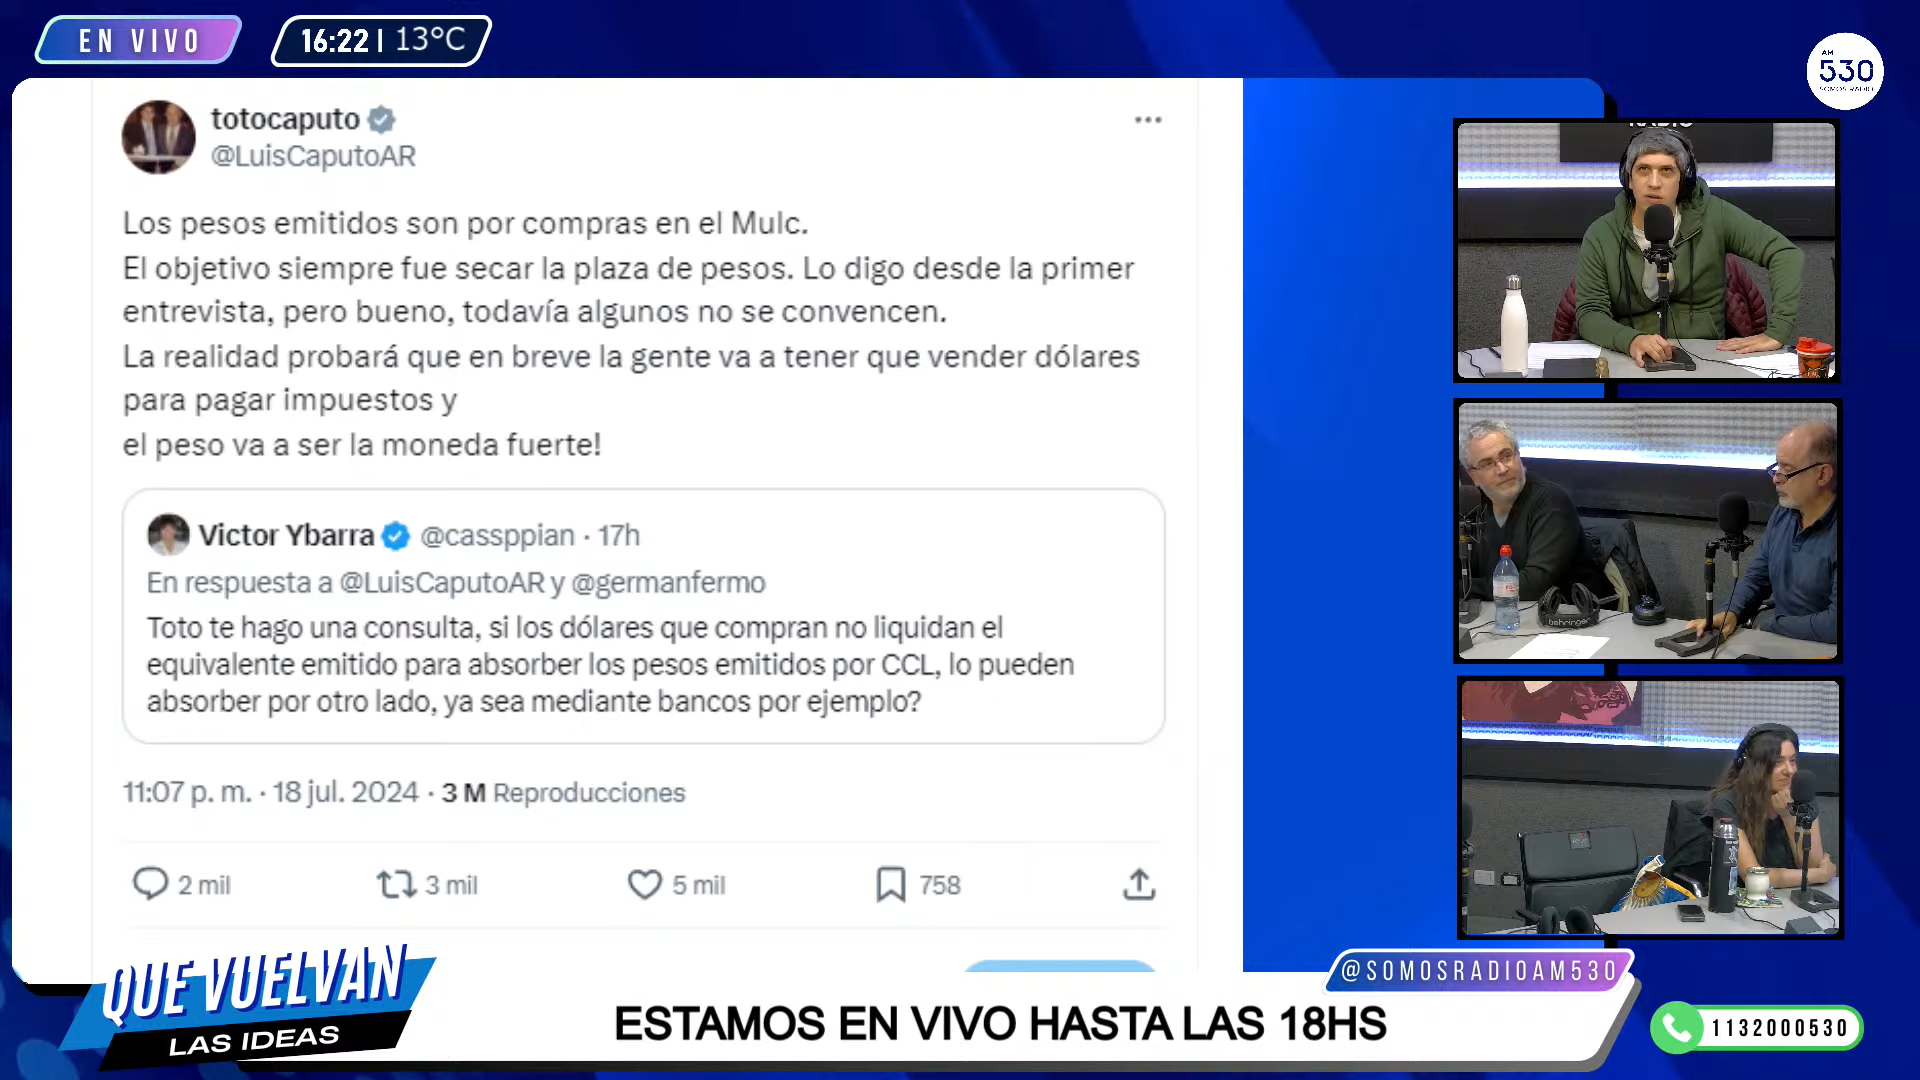 EN VIVO
16:22 | 13°C
AM
530
SOMOS RADIO
totocaputo
@LuisCaputoAR
Los pesos emitidos son por compras en el Mulc.
El objetivo siempre fue secar la plaza de pesos. Lo digo desde la primer
entrevista, pero bueno, todavía algunos no se convencen.
La realidad probará que en breve la gente va a tener que vender dólares
para pagar impuestos y
el peso va a ser la moneda fuerte!
Victor Ybarra @cassppian · 17h
En respuesta a @LuisCaputoAR y @germanfermo
Toto te hago una consulta, si los dólares que compran no liquidan el
equivalente emitido para absorber los pesos emitidos por CCL, lo pueden
absorber por otro lado, ya sea mediante bancos por ejemplo?
11:07 p. m. · 18 jul. 2024 · 3 M Reproducciones
2 mil
3 mil
5 mil
758
RADIO
behringer
QUE VUELVAN
LAS IDEAS
@SOMOSRADIOAM530
ESTAMOS EN VIVO HASTA LAS 18HS
1132000530